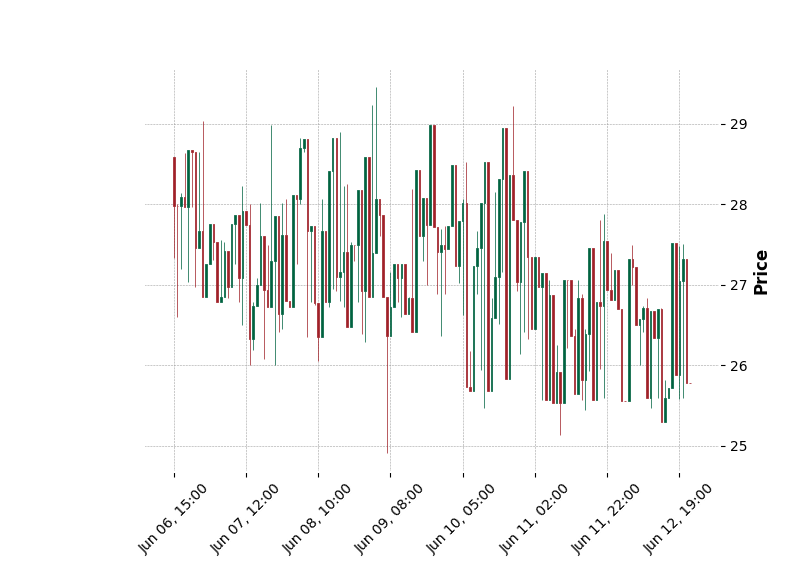 29
28
27
26
25
Price
Jun 06, 15:00
Jun 07, 12:00
Jun 08, 10:00
Jun 09, 08:00
Jun 10, 05:00
Jun 11, 02:00
Jun 11, 22:00
Jun 12, 19:00